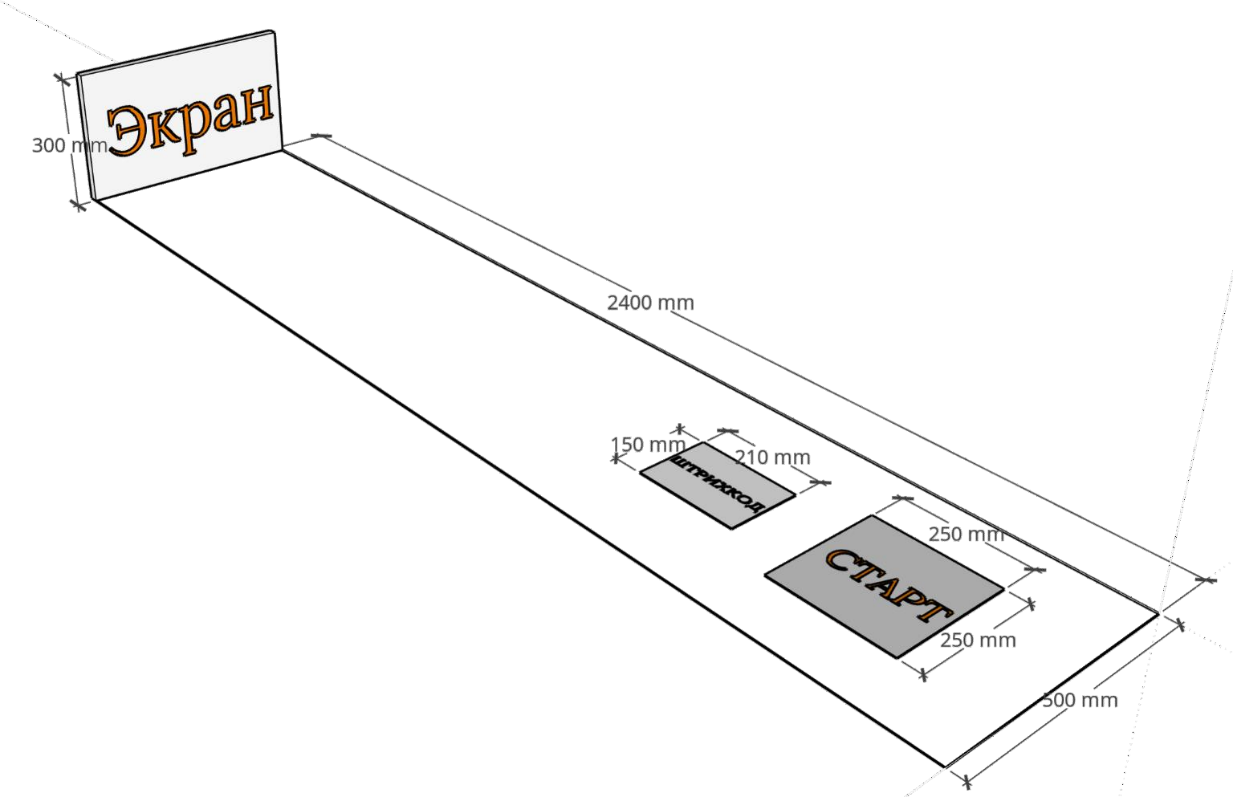 Экран
300 mm
2400 mm
150 mm
210 mm
ШТРИХКОД
250 mm
СТАРТ
250 mm
500 mm